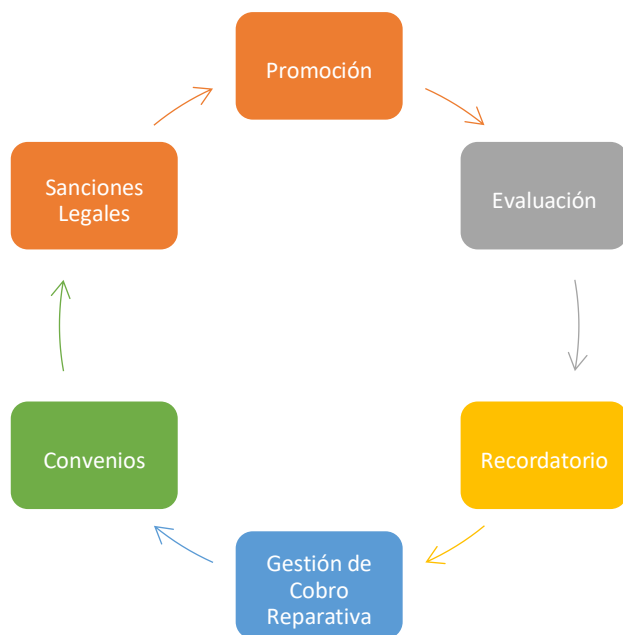 Promoción
Evaluación
Recordatorio
Gestión de
Cobro
Reparativa
Convenios
Sanciones
Legales